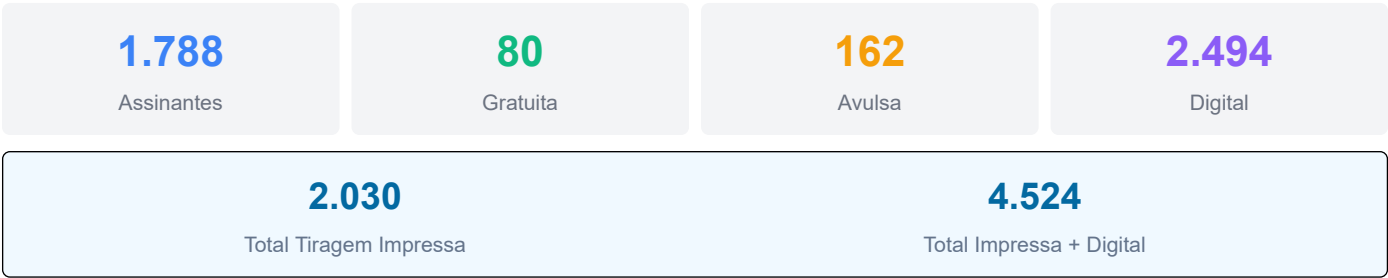 1.788
Assinantes
80
Gratuita
162
Avulsa
2.494
Digital
2.030
Total Tiragem Impressa
4.524
Total Impressa + Digital